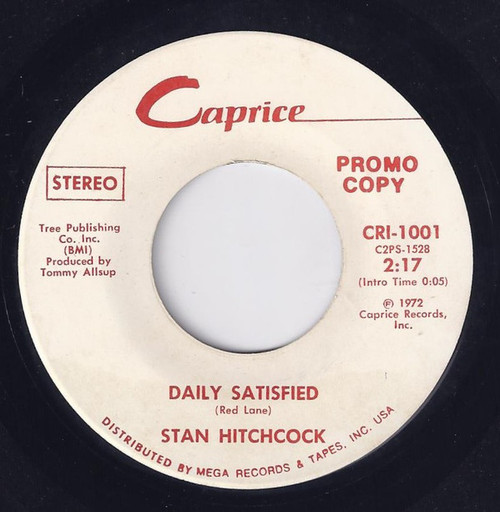 Caprice
STEREO
PROMO
COPY
Tree Publishing
Co. Inc.
(BMI)
Produced by
Tommy Allsup
CRI-1001
C2PS-1528
2:17
(Intro Time 0:05)
℗ 1972
Caprice Records,
Inc.
DAILY SATISFIED
(Red Lane)
STAN HITCHCOCK
DISTRIBUTED BY MEGA RECORDS & TAPES, INC. USA